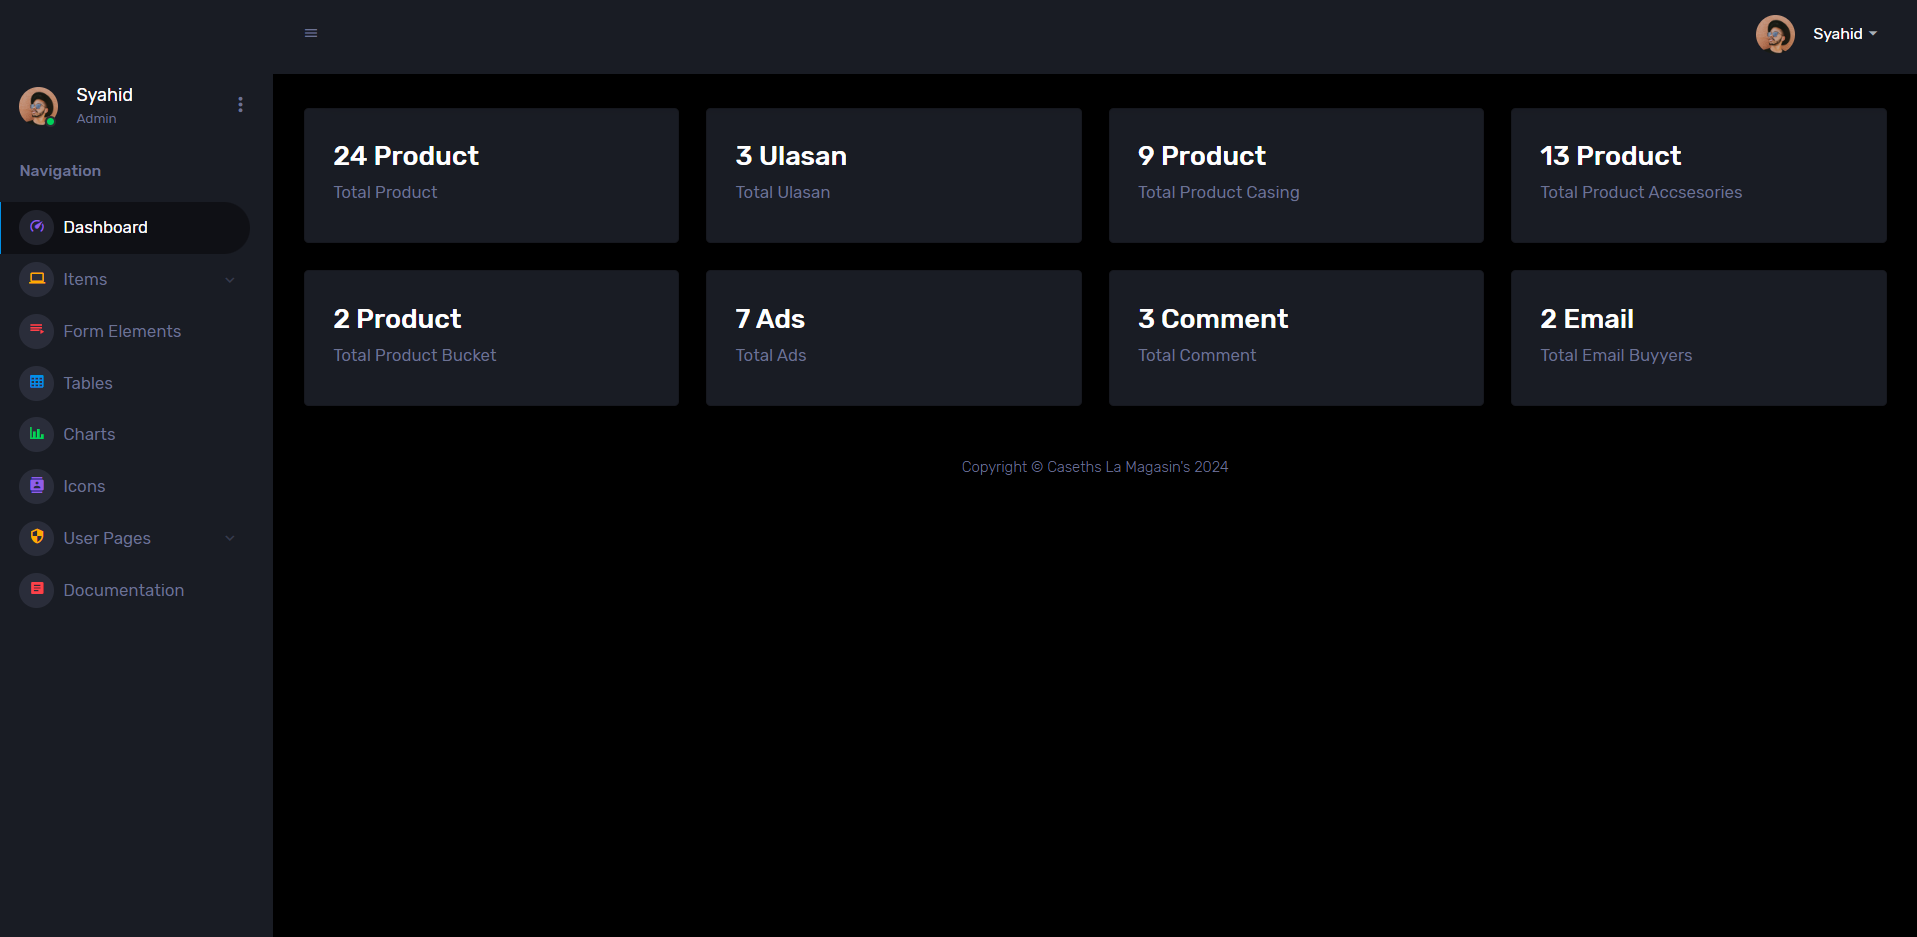 Syahid
Syahid
Admin
Navigation
Dashboard
Items
Form Elements
Tables
Charts
Icons
User Pages
Documentation
24 Product
Total Product
3 Ulasan
Total Ulasan
9 Product
Total Product Casing
13 Product
Total Product Accsesories
2 Product
Total Product Bucket
7 Ads
Total Ads
3 Comment
Total Comment
2 Email
Total Email Buyyers
Copyright © Caseths La Magasin's 2024